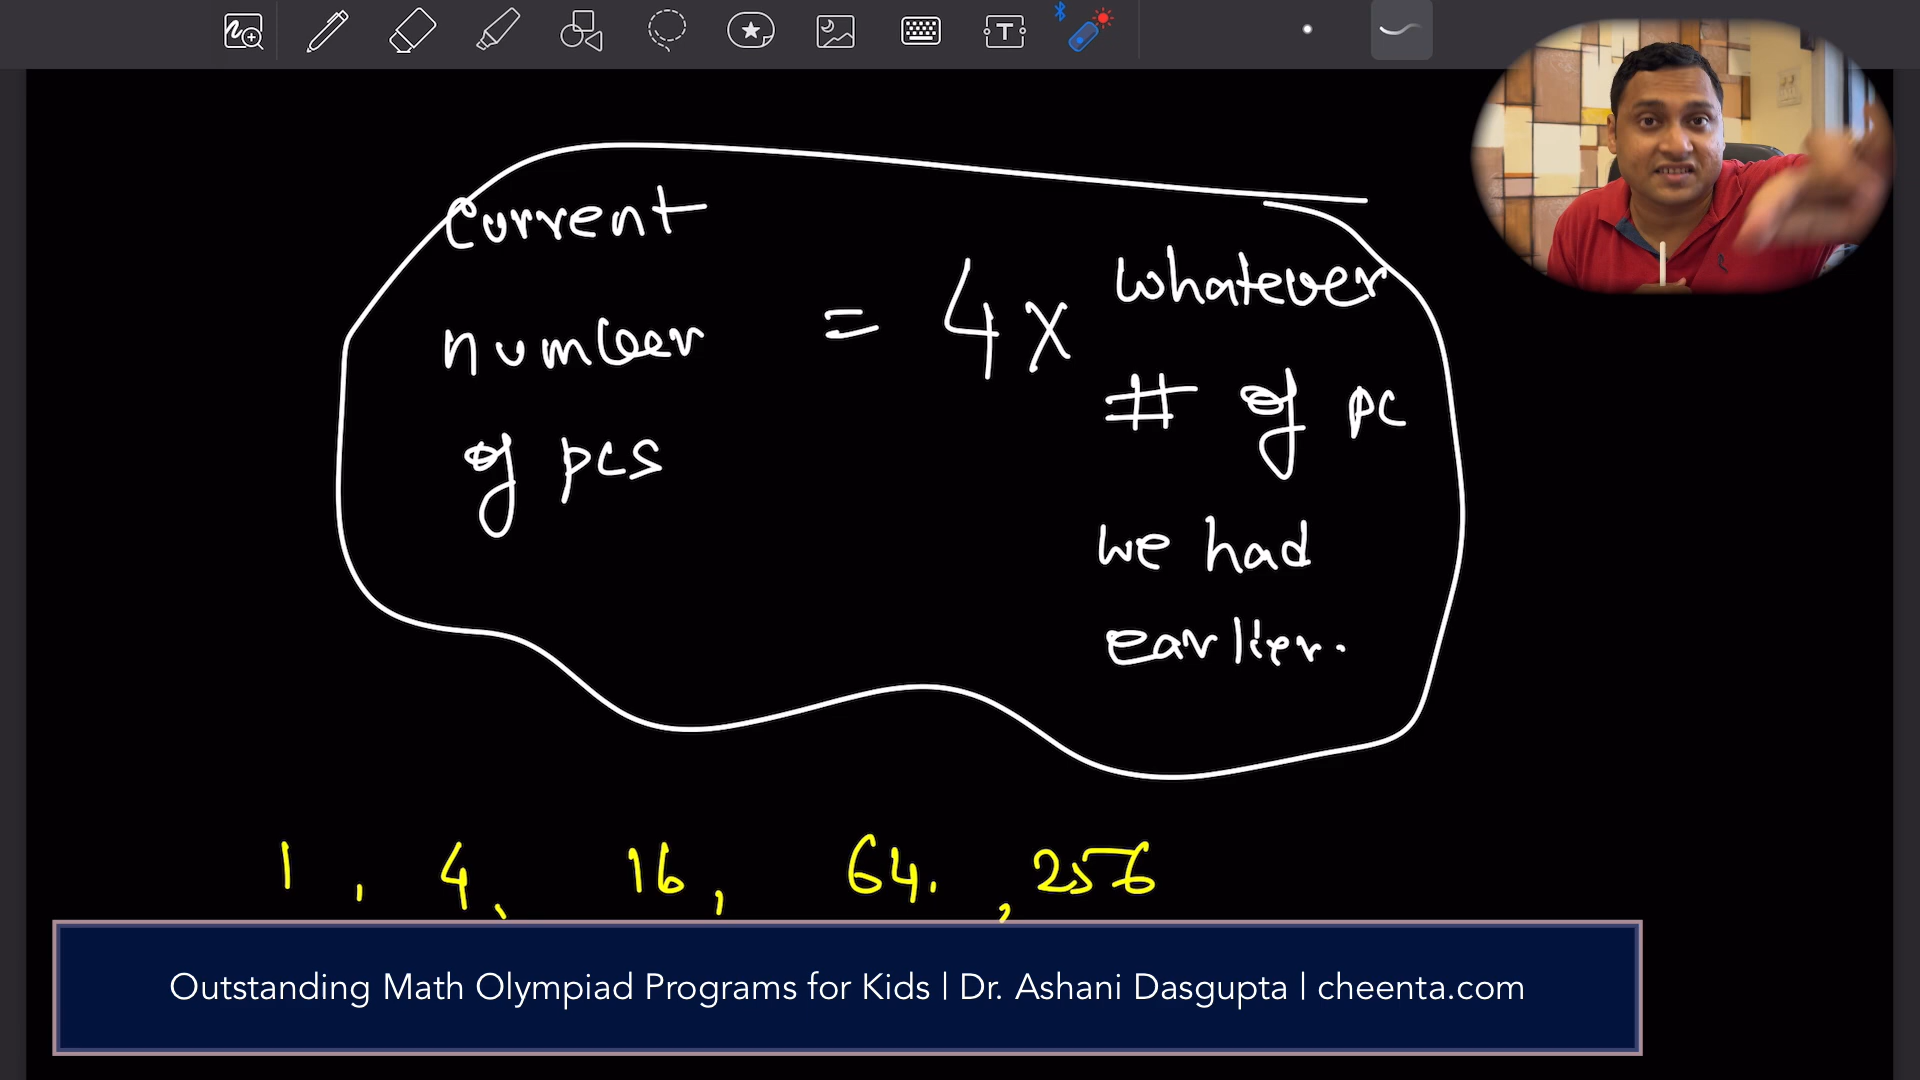 current
number
of pcs
= 4 x
whatever
# of pc
we had
earlier.
1, 4, 16, 64., 256
Outstanding Math Olympiad Programs for Kids | Dr. Ashani Dasgupta | cheenta.com